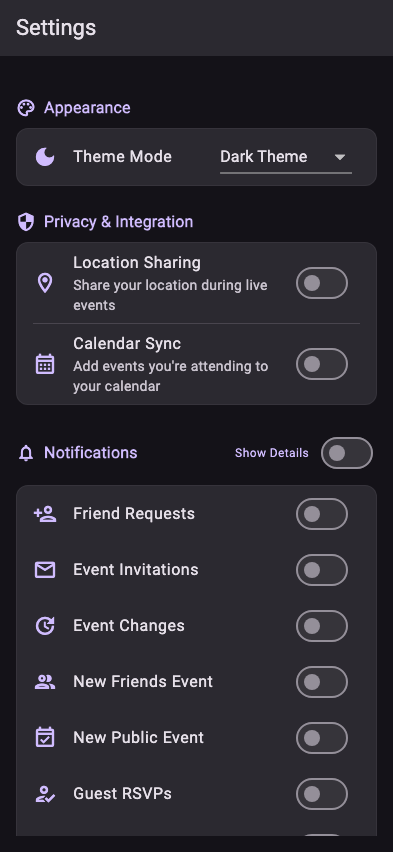 Settings
Appearance
Theme Mode
Dark Theme
Privacy & Integration
Location Sharing
Share your location during live
events
Calendar Sync
Add events you're attending to
your calendar
Notifications
Show Details
Friend Requests
Event Invitations
Event Changes
New Friends Event
New Public Event
Guest RSVPs